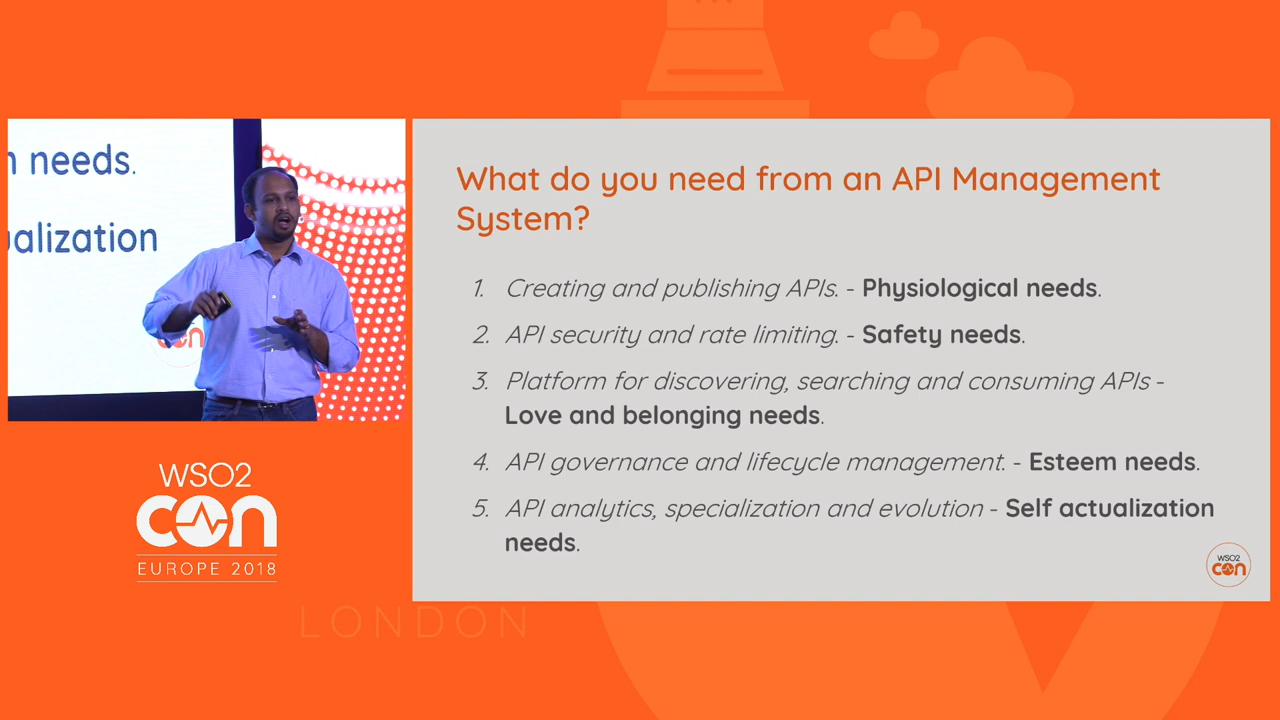 n needs.
ualization
con
WSO2
con
EUROPE 2018
LONDON
What do you need from an API Management
System?
1. Creating and publishing APIs. - Physiological needs.
2. API security and rate limiting. - Safety needs.
3. Platform for discovering, searching and consuming APIs -
Love and belonging needs.
4. API governance and lifecycle management. - Esteem needs.
5. API analytics, specialization and evolution - Self actualization
needs.
WSO2
con